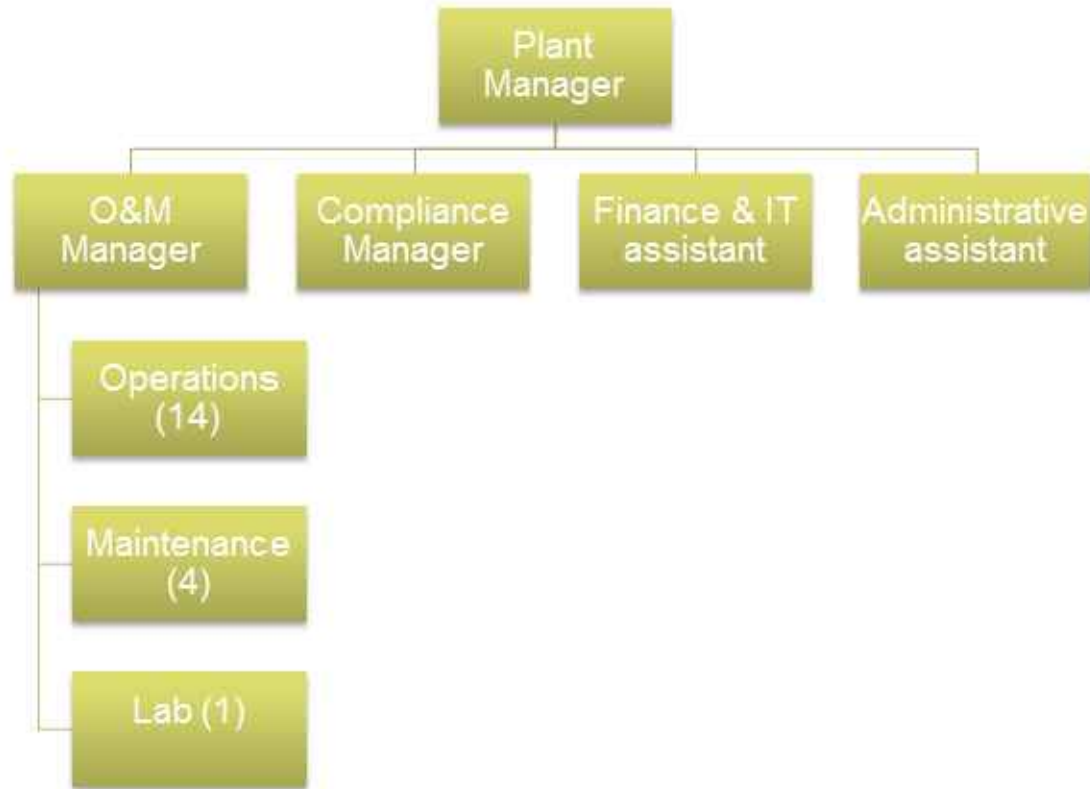 Plant
Manager
O&M
Manager
Compliance
Manager
Finance & IT
assistant
Administrative
assistant
Operations
(14)
Maintenance
(4)
Lab (1)